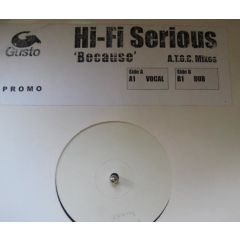 Hi-Fi Serious
'Because'
A.T.G.C. Mixes
Gusto
PROMO
Side A
A1 VOCAL
Side B
B1 DUB